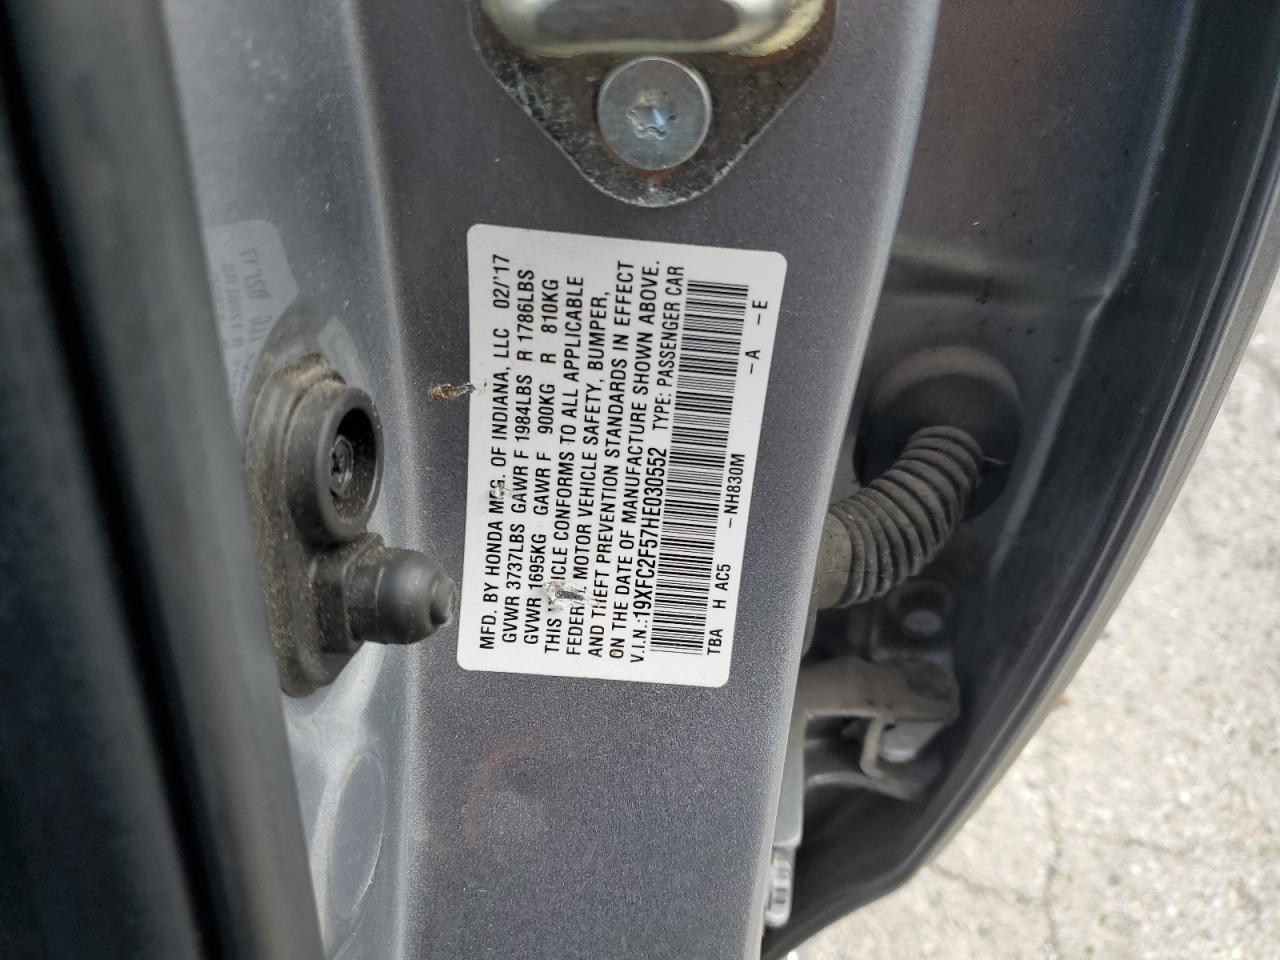 MFD. BY HONDA MFG. OF INDIANA, LLC 02/'17
GVWR 3737LBS GAWR F 1984LBS R 1786LBS
GVWR 1695KG GAWR F 900KG R 810KG
THIS VEHICLE CONFORMS TO ALL APPLICABLE
FEDERAL MOTOR VEHICLE SAFETY, BUMPER,
AND THEFT PREVENTION STANDARDS IN EFFECT
ON THE DATE OF MANUFACTURE SHOWN ABOVE.
V.I.N.:19XFC2F57HE030552 TYPE: PASSENGER CAR
TBA H AC5 -NH830M -A -E